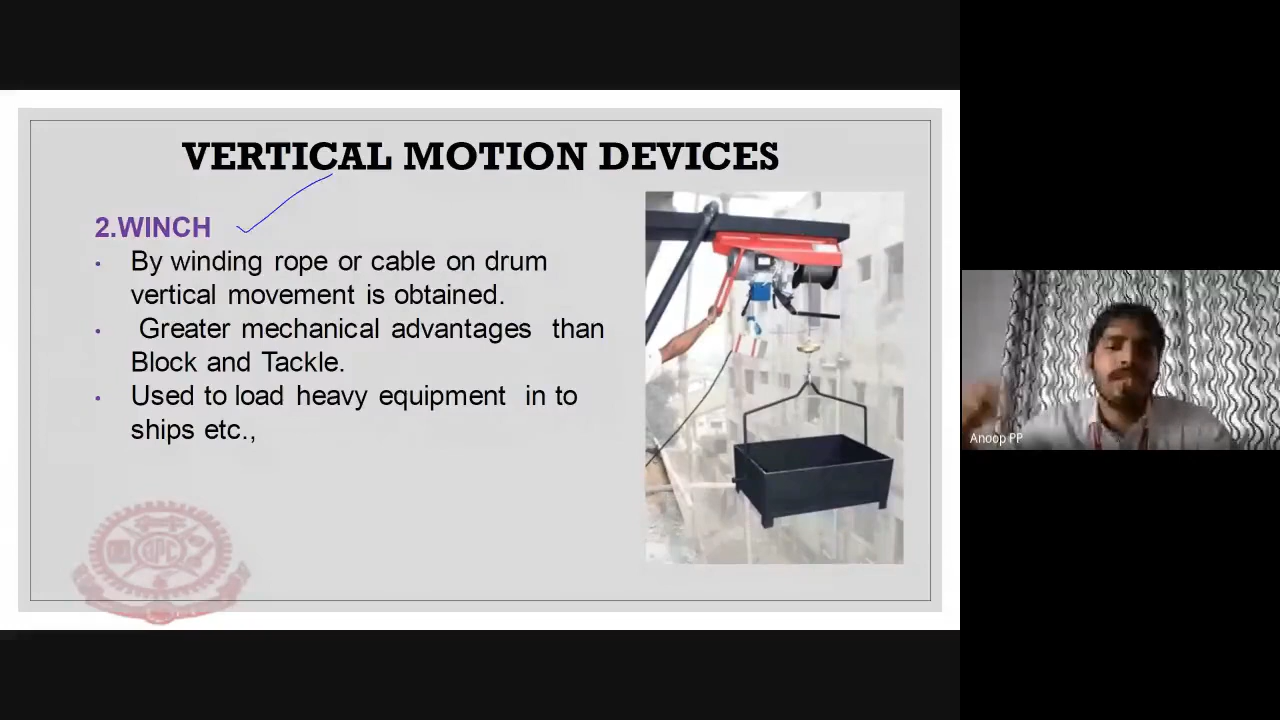 VERTICAL MOTION DEVICES
2.WINCH
• By winding rope or cable on drum
vertical movement is obtained.
• Greater mechanical advantages than
Block and Tackle.
• Used to load heavy equipment in to
ships etc.,
Anoop PP